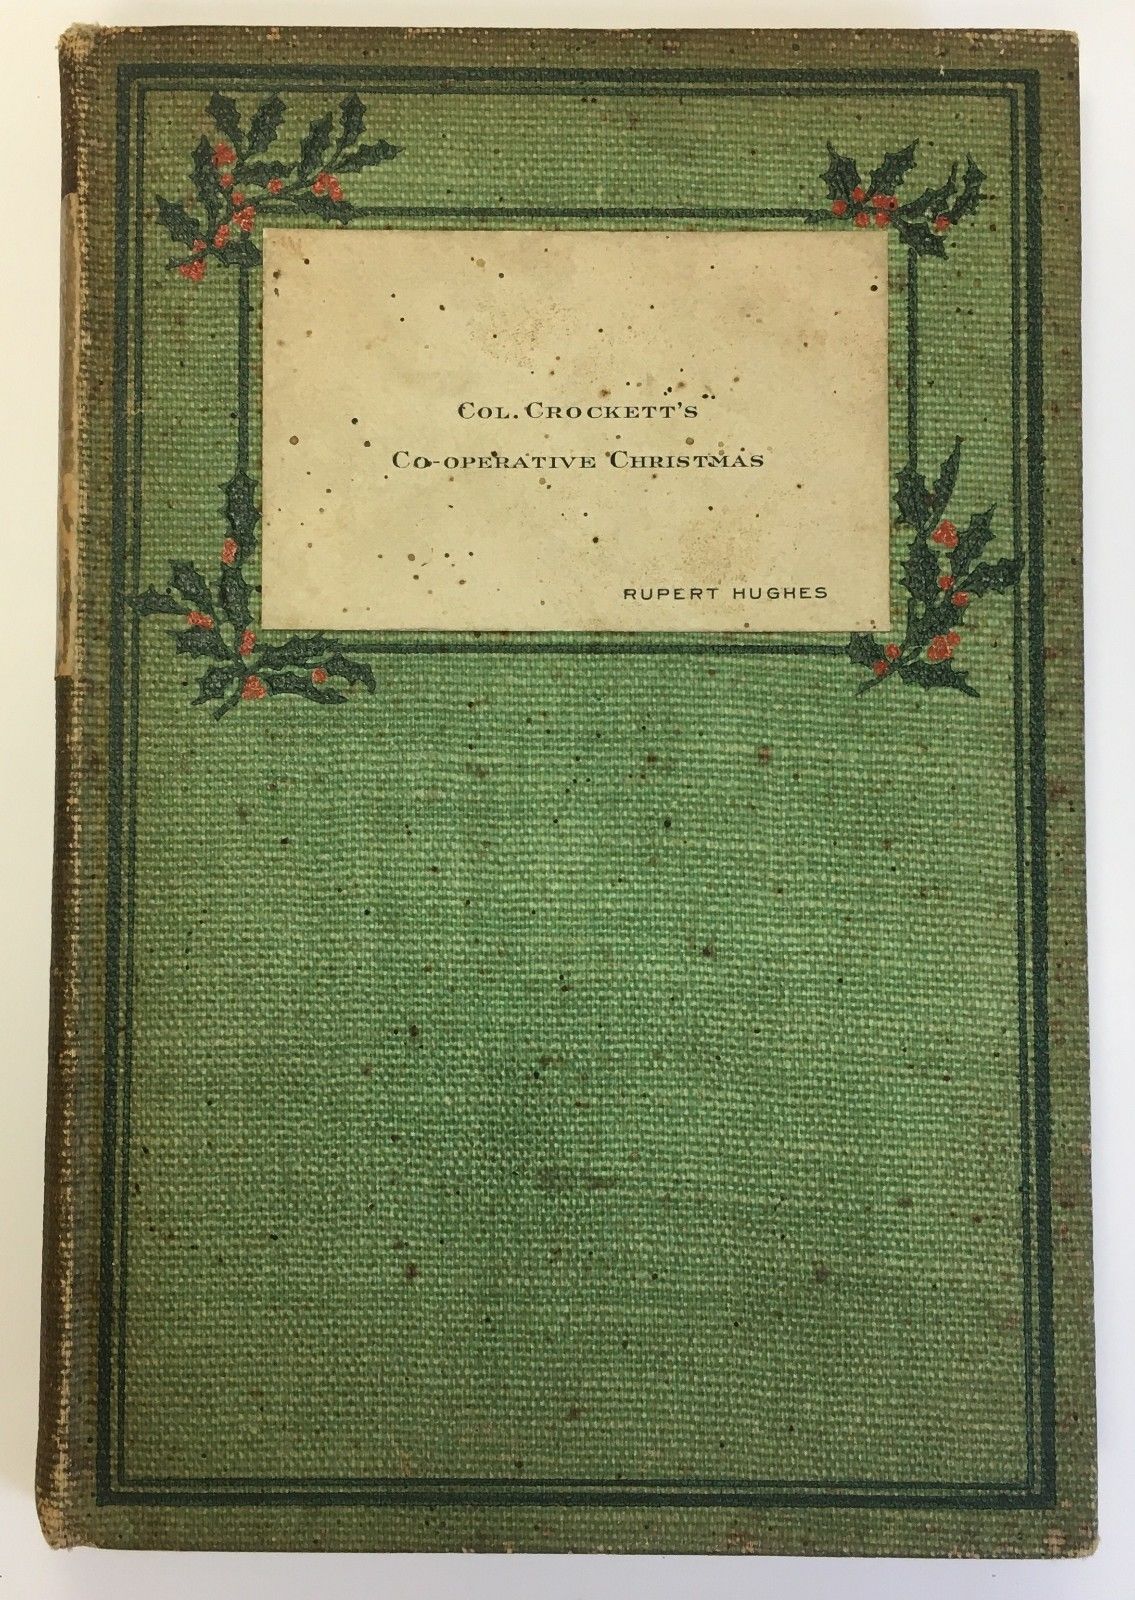 Col. Crockett's
Co-operative Christmas
RUPERT HUGHES